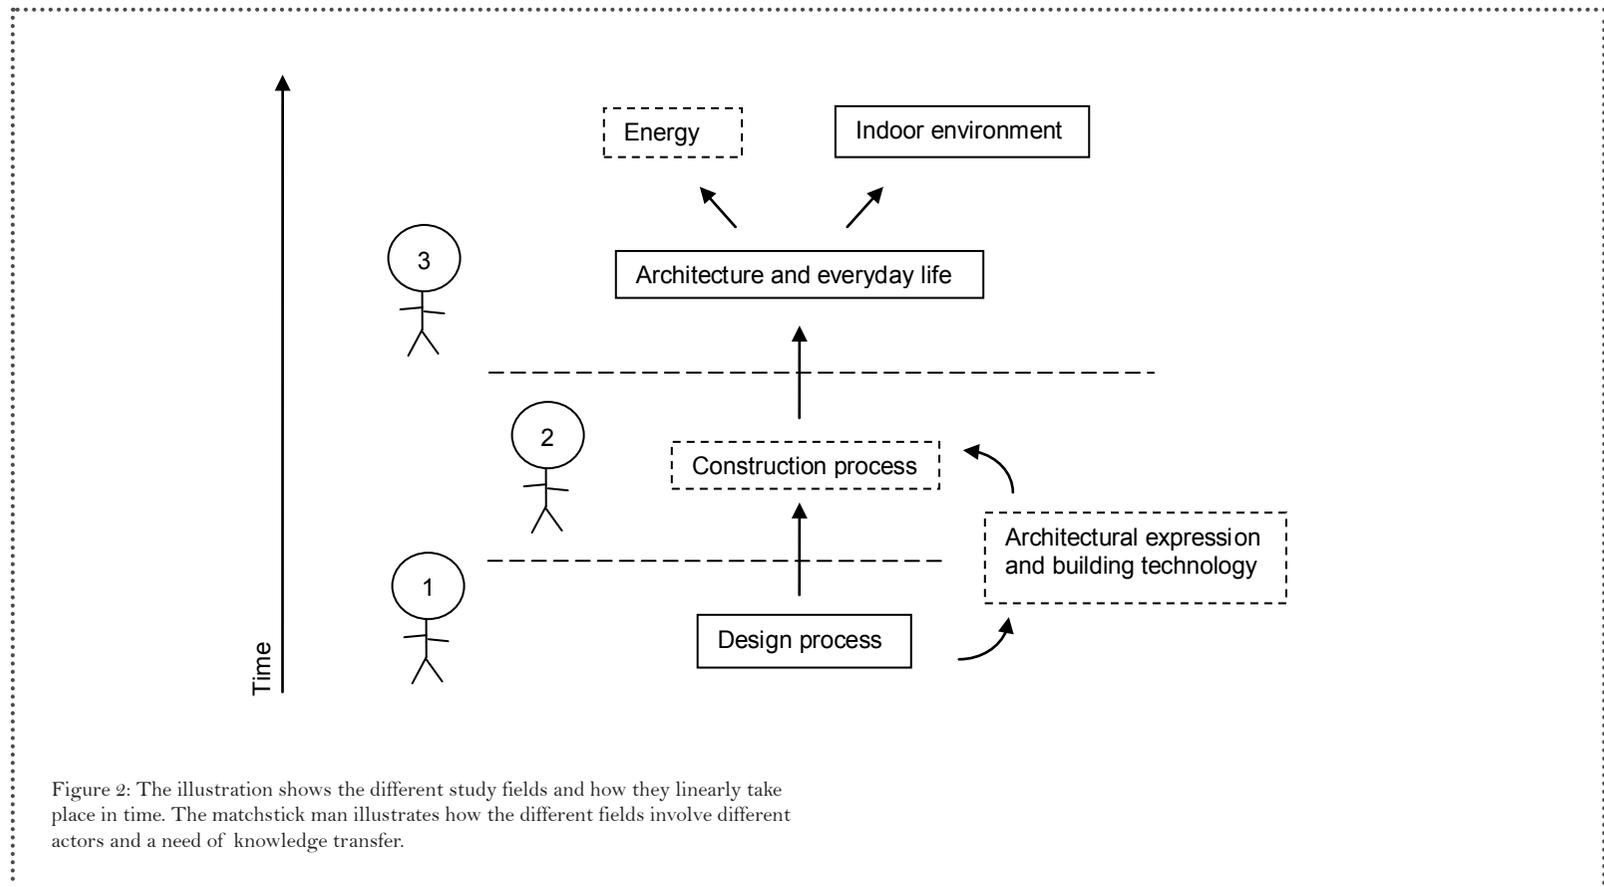 Energy
Indoor environment
3
Architecture and everyday life
2
Construction process
Architectural expression
and building technology
1
Design process
Time
Figure 2: The illustration shows the different study fields and how they linearly take
place in time. The matchstick man illustrates how the different fields involve different
actors and a need of knowledge transfer.